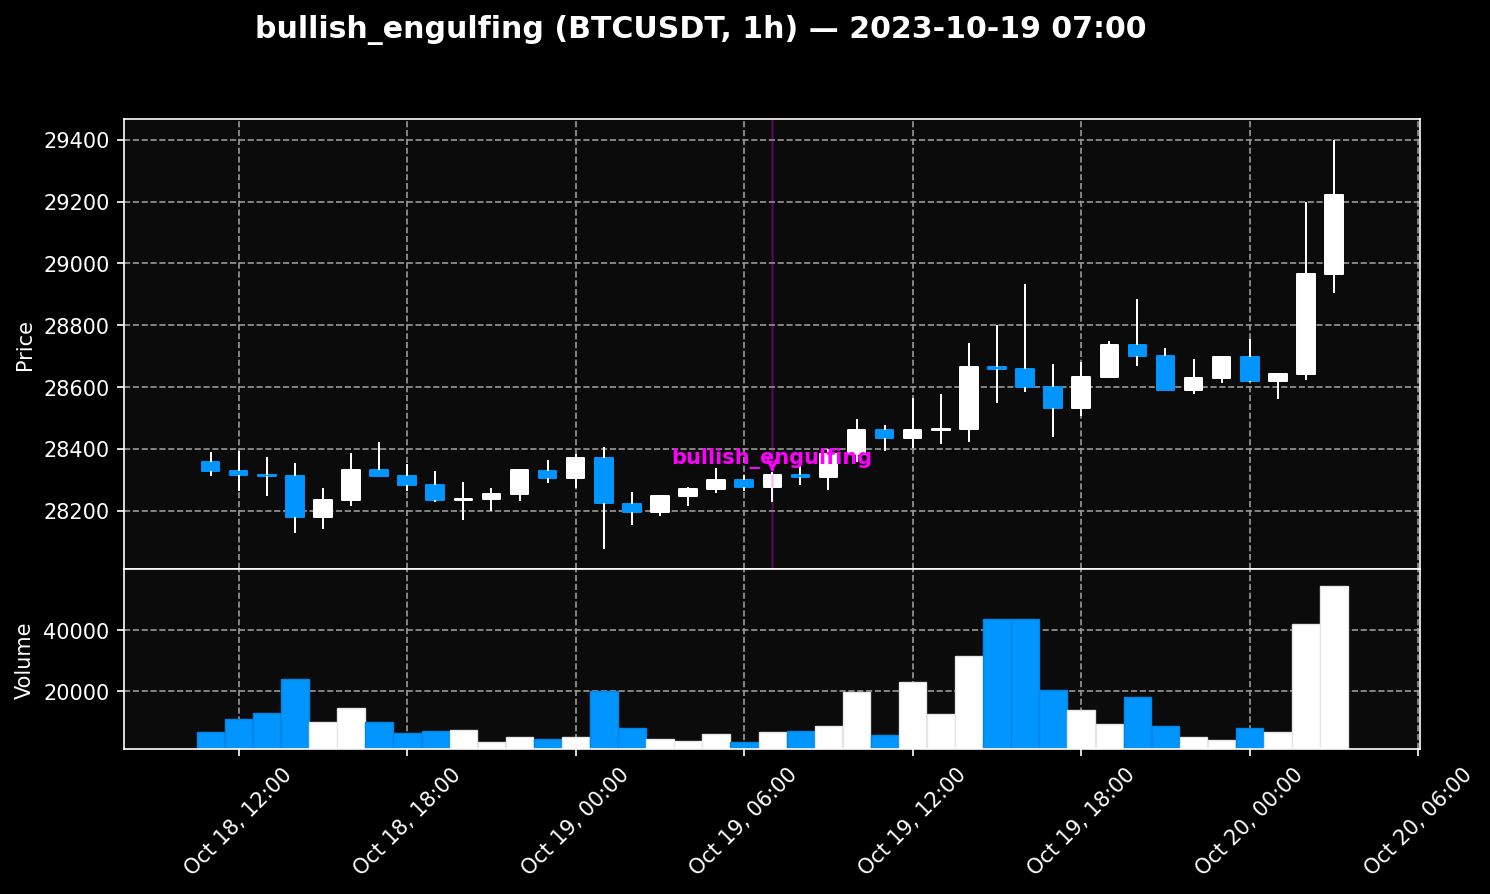 bullish_engulfing (BTCUSDT, 1h) — 2023-10-19 07:00
29400
29200
29000
28800
28600
28400
28200
Price
bullish_engulfing
40000
20000
Volume
Oct 18, 12:00
Oct 18, 18:00
Oct 19, 00:00
Oct 19, 06:00
Oct 19, 12:00
Oct 19, 18:00
Oct 20, 00:00
Oct 20, 06:00